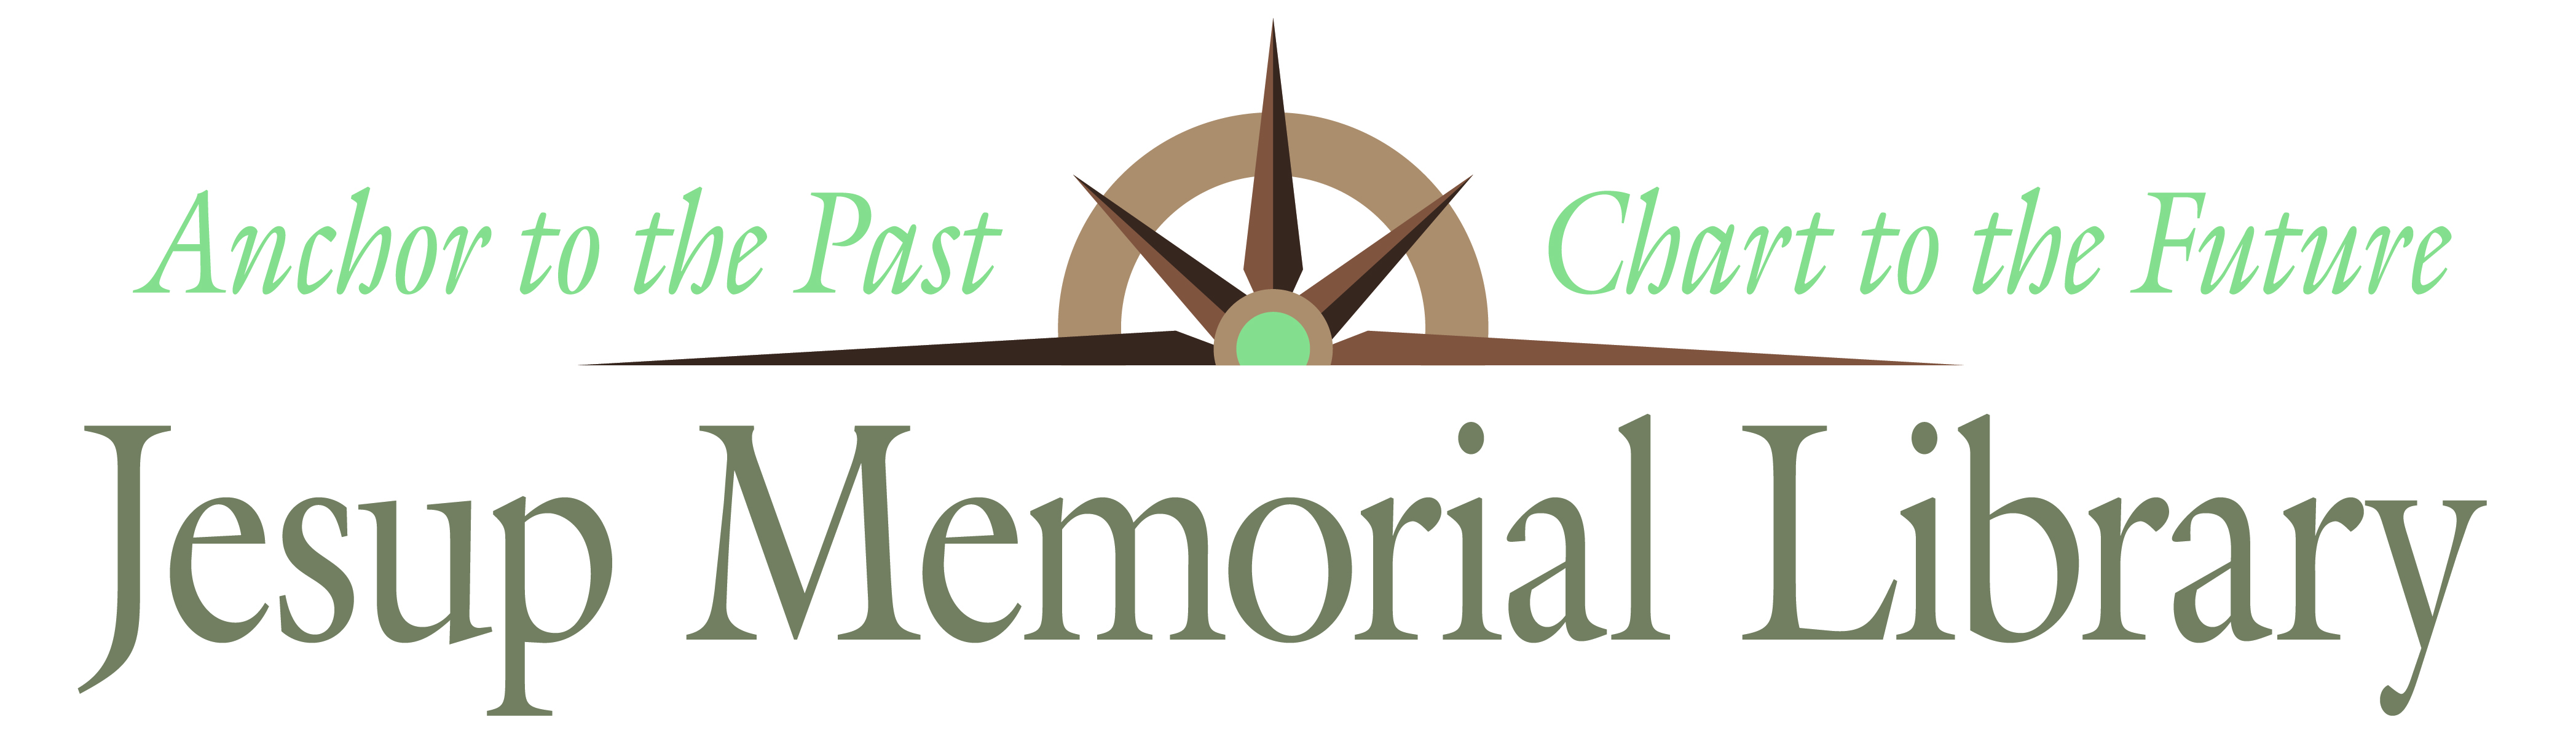 Anchor to the Past Chart to the Future
Jesup Memorial Library